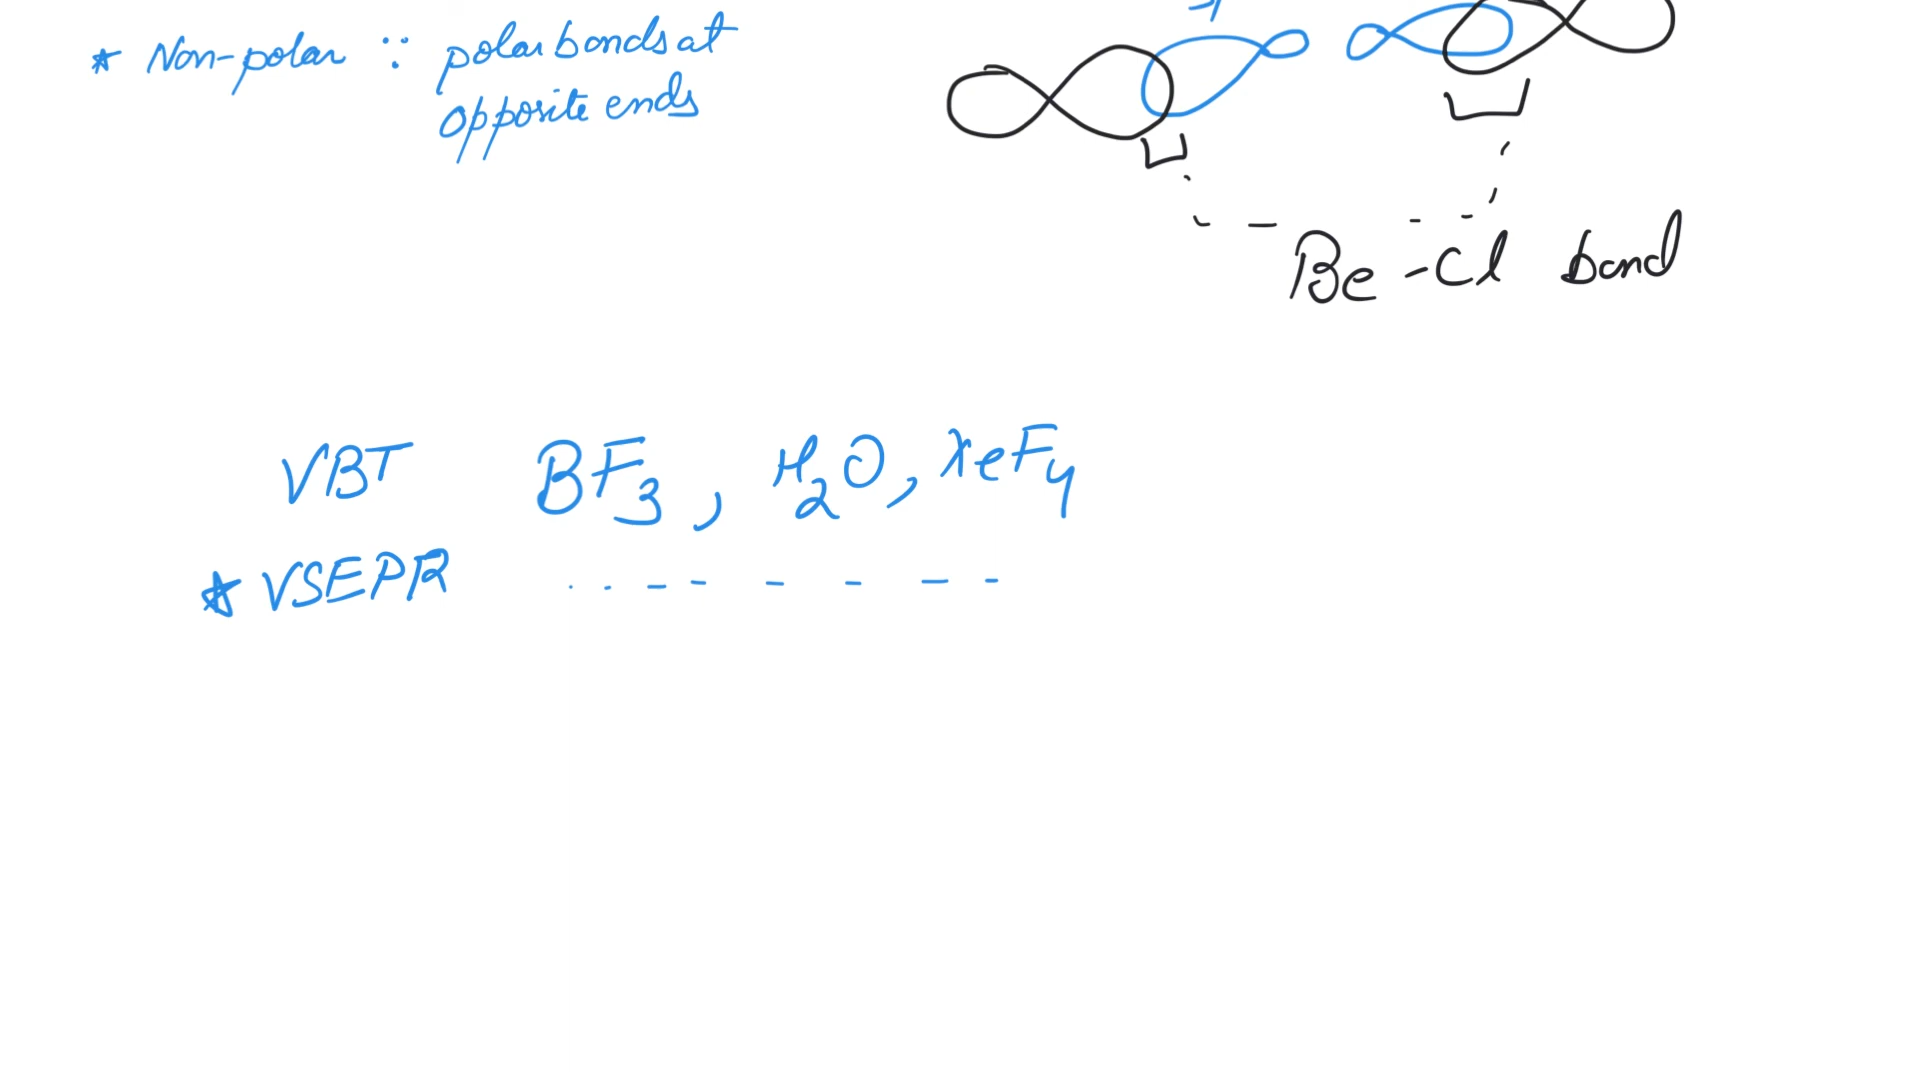 * Non-polar ∵ polar bonds at
opposite ends
Be-Cl bond
VBT BF₃, H₂O, XeF₄
* VSEPR . . - - - - - -